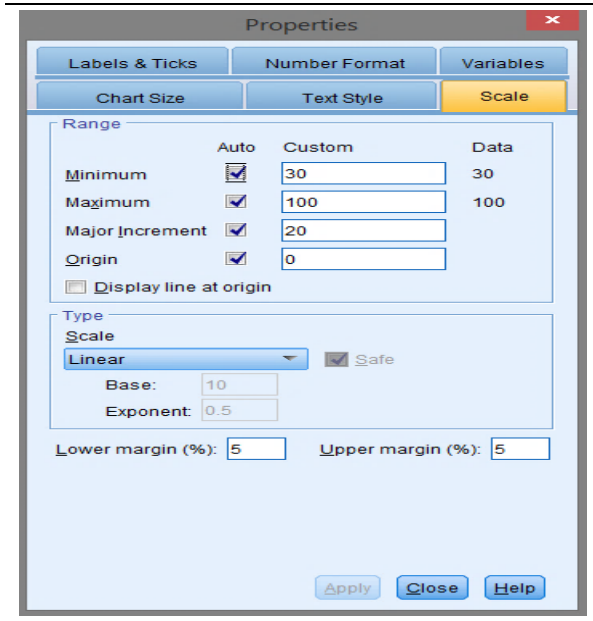 Properties
Labels & Ticks Number Format Variables
Chart Size Text Style Scale
Range
Auto Custom Data
Minimum 30 30
Maximum 100 100
Major Increment 20
Origin 0
Display line at origin
Type
Scale
Linear Safe
Base: 10
Exponent: 0.5
Lower margin (%): 5 Upper margin (%): 5
Apply Close Help